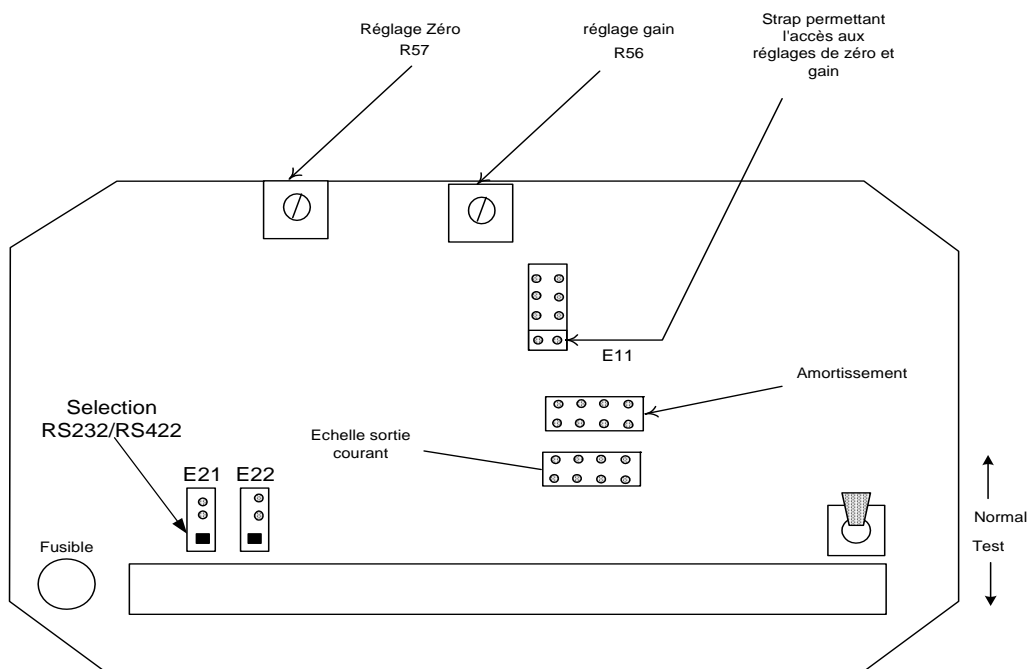 Réglage Zéro
R57
réglage gain
R56
Strap permettant
l'accès aux
réglages de zéro et
gain
E11
Amortissement
Selection
RS232/RS422
Echelle sortie
courant
E21 E22
Normal
Fusible
Test